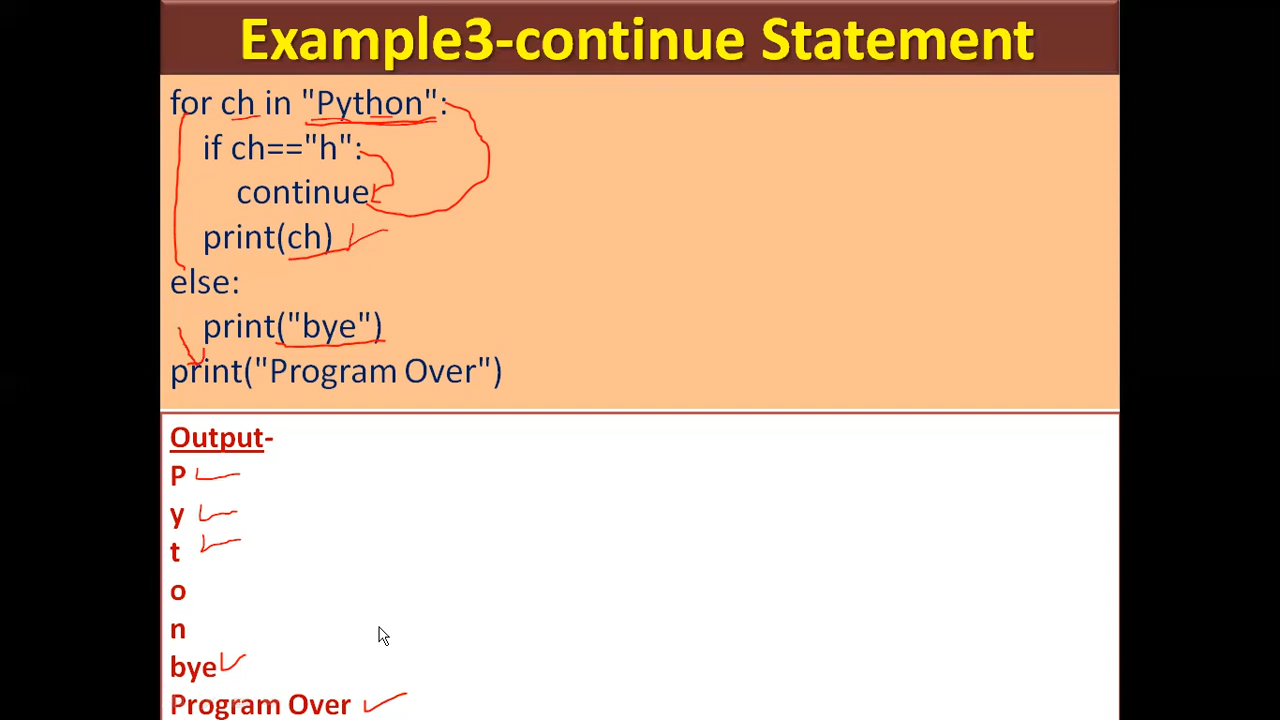 Example3-continue Statement
for ch in "Python":
if ch=="h":
continue
print(ch)
else:
print("bye")
print("Program Over")
Output-
P
y
t
o
n
bye
Program Over